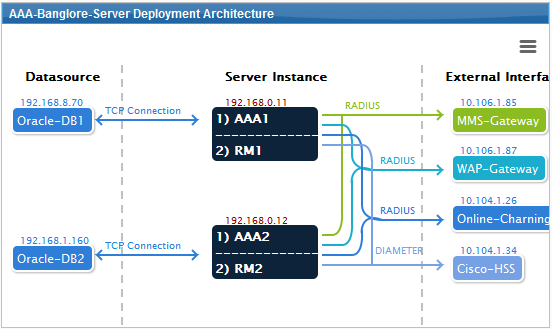 AAA-Banglore-Server Deployment Architecture
Datasource
Server Instance
External Interfa
192.168.8.70
Oracle-DB1
TCP Connection
192.168.0.11
1) AAA1
2) RM1
RADIUS
10.106.1.85
MMS-Gateway
RADIUS
10.106.1.87
WAP-Gateway
192.168.1.160
Oracle-DB2
TCP Connection
192.168.0.12
1) AAA2
2) RM2
RADIUS
10.104.1.26
Online-Charning
DIAMETER
10.104.1.34
Cisco-HSS